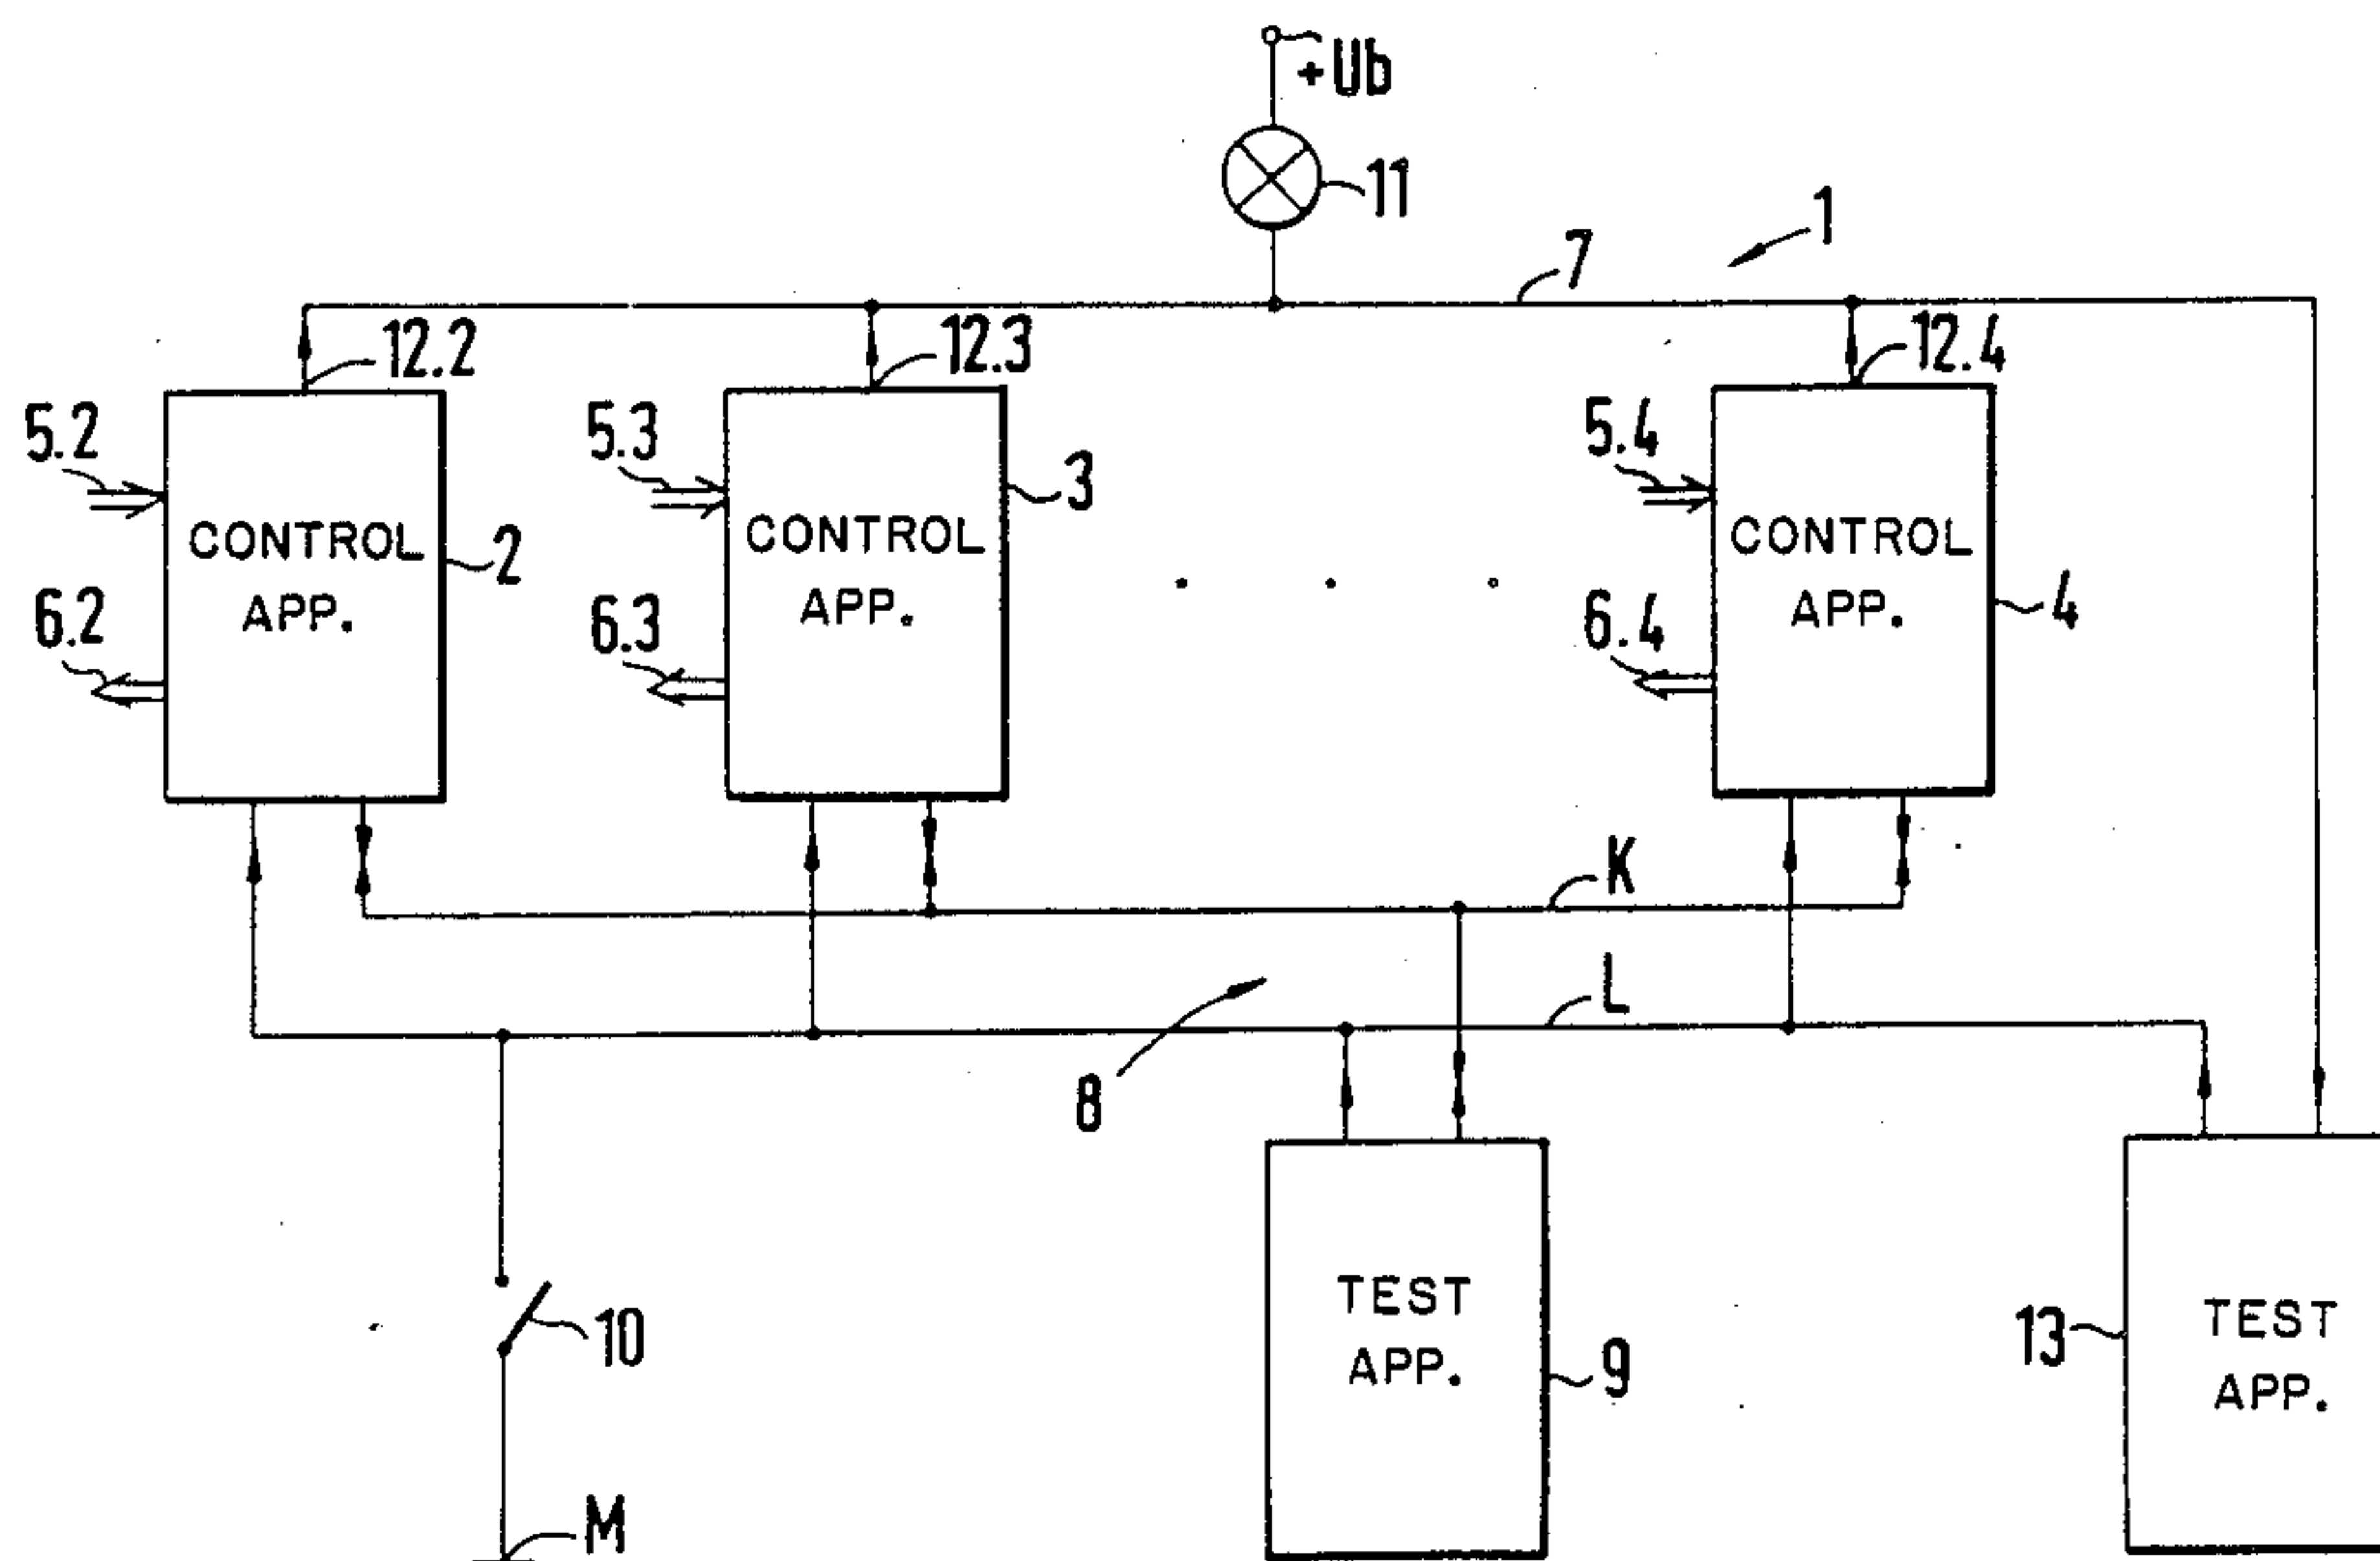 +Ub
11
1
7
12.2
12.3
12.4
5.2
5.3
5.4
3
CONTROL
APP.
2
CONTROL
APP.
CONTROL
APP.
4
6.2
6.3
6.4
K
L
8
10
TEST
APP.
9
13
TEST
APP.
M